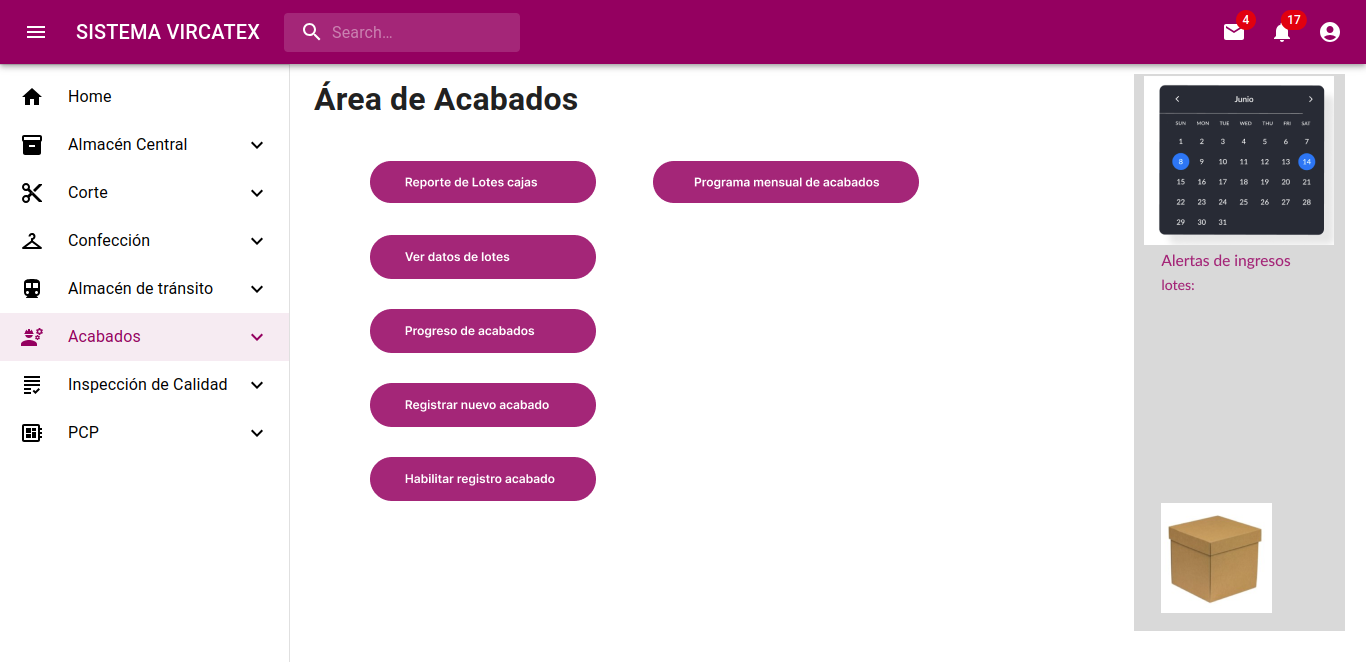 SISTEMA VIRCATEX
Search...
4
17
Home
Almacén Central
Corte
Confección
Almacén de tránsito
Acabados
Inspección de Calidad
PCP
Área de Acabados
Reporte de Lotes cajas
Programa mensual de acabados
Ver datos de lotes
Progreso de acabados
Registrar nuevo acabado
Habilitar registro acabado
Junio
SUN MON TUE WED THU FRI SAT
1 2 3 4 5 6 7
8 9 10 11 12 13 14
15 16 17 18 19 20 21
22 23 24 25 26 27 28
29 30 31
Alertas de ingresos
lotes: